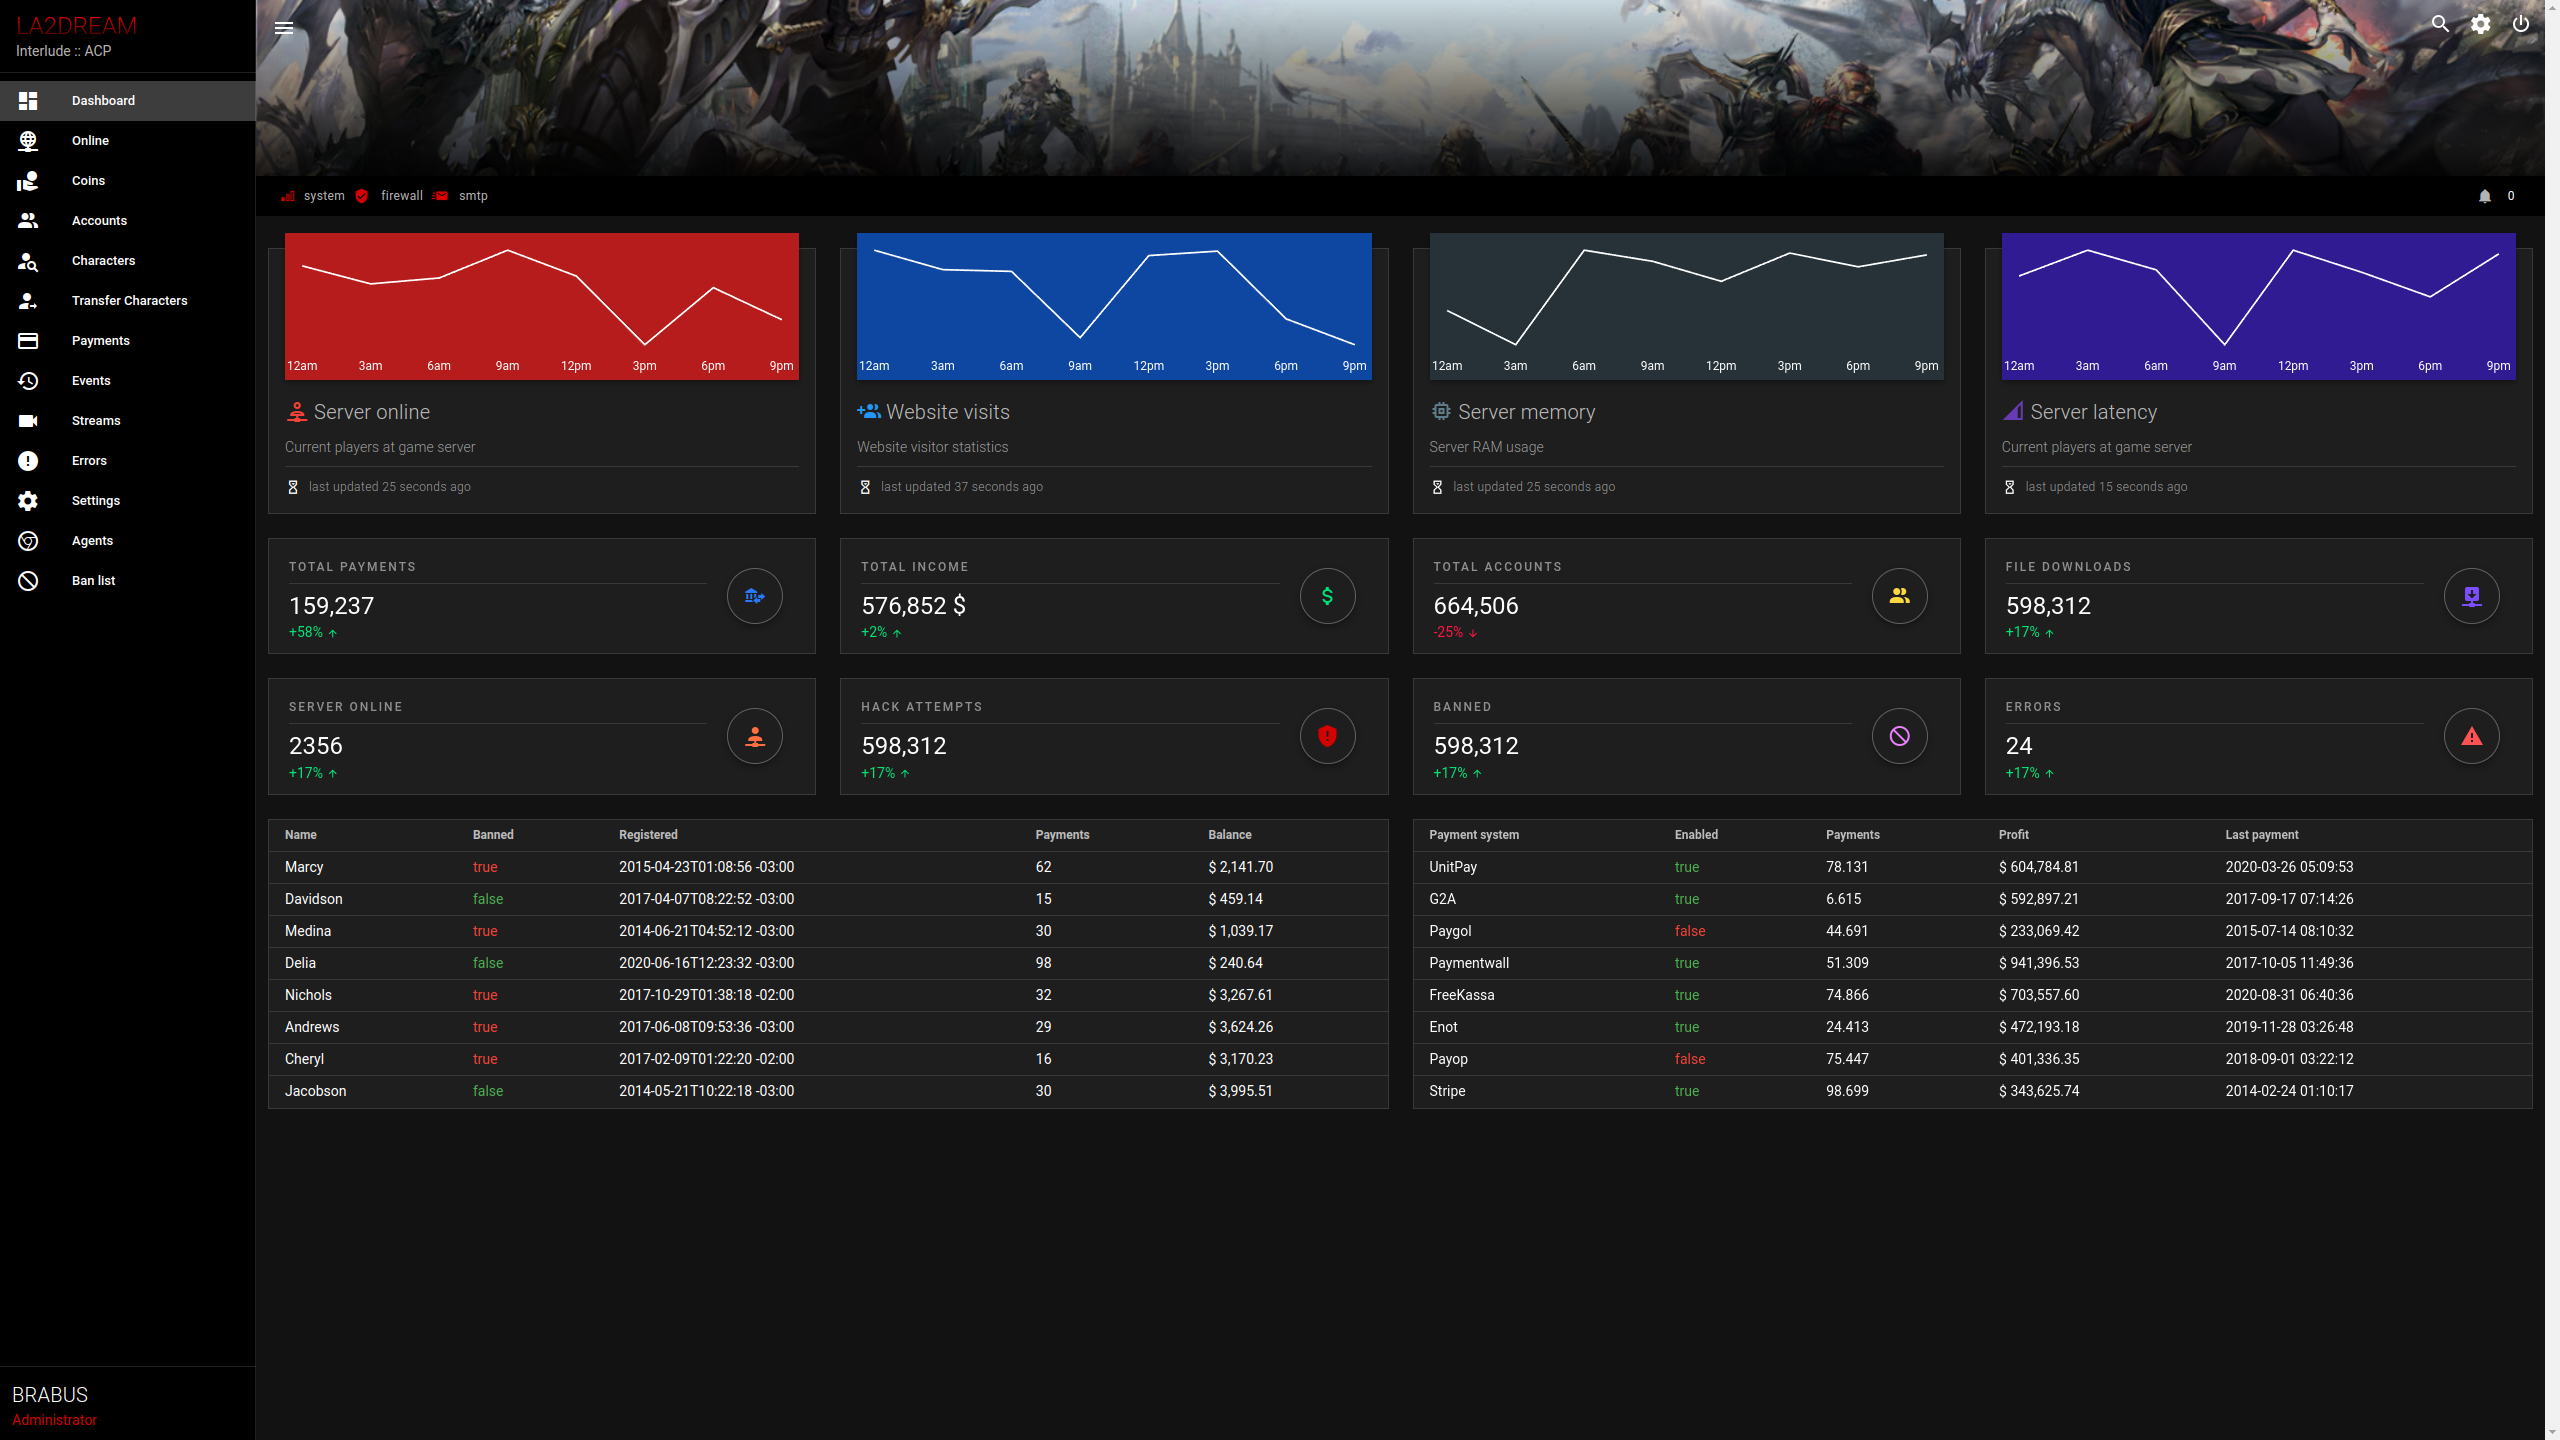 LA2DREAM
Interlude :: ACP
Dashboard
Online
Coins
Accounts
Characters
Transfer Characters
Payments
Events
Streams
Errors
Settings
Agents
Ban list
BRABUS
Administrator
system firewall smtp 0
12am 3am 6am 9am 12pm 3pm 6pm 9pm
Server online
Current players at game server
last updated 25 seconds ago
12am 3am 6am 9am 12pm 3pm 6pm 9pm
Website visits
Website visitor statistics
last updated 37 seconds ago
12am 3am 6am 9am 12pm 3pm 6pm 9pm
Server memory
Server RAM usage
last updated 25 seconds ago
12am 3am 6am 9am 12pm 3pm 6pm 9pm
Server latency
Current players at game server
last updated 15 seconds ago
TOTAL PAYMENTS
159,237
+58%
TOTAL INCOME
576,852 $
+2%
TOTAL ACCOUNTS
664,506
-25%
FILE DOWNLOADS
598,312
+17%
SERVER ONLINE
2356
+17%
HACK ATTEMPTS
598,312
+17%
BANNED
598,312
+17%
ERRORS
24
+17%
Name Banned Registered Payments Balance
Marcy true 2015-04-23T01:08:56 -03:00 62 $ 2,141.70
Davidson false 2017-04-07T08:22:52 -03:00 15 $ 459.14
Medina true 2014-06-21T04:52:12 -03:00 30 $ 1,039.17
Delia false 2020-06-16T12:23:32 -03:00 98 $ 240.64
Nichols true 2017-10-29T01:38:18 -02:00 32 $ 3,267.61
Andrews true 2017-06-08T09:53:36 -03:00 29 $ 3,624.26
Cheryl true 2017-02-09T01:22:20 -02:00 16 $ 3,170.23
Jacobson false 2014-05-21T10:22:18 -03:00 30 $ 3,995.51
Payment system Enabled Payments Profit Last payment
UnitPay true 78.131 $ 604,784.81 2020-03-26 05:09:53
G2A true 6.615 $ 592,897.21 2017-09-17 07:14:26
Paygol false 44.691 $ 233,069.42 2015-07-14 08:10:32
Paymentwall true 51.309 $ 941,396.53 2017-10-05 11:49:36
FreeKassa true 74.866 $ 703,557.60 2020-08-31 06:40:36
Enot true 24.413 $ 472,193.18 2019-11-28 03:26:48
Payop false 75.447 $ 401,336.35 2018-09-01 03:22:12
Stripe true 98.699 $ 343,625.74 2014-02-24 01:10:17